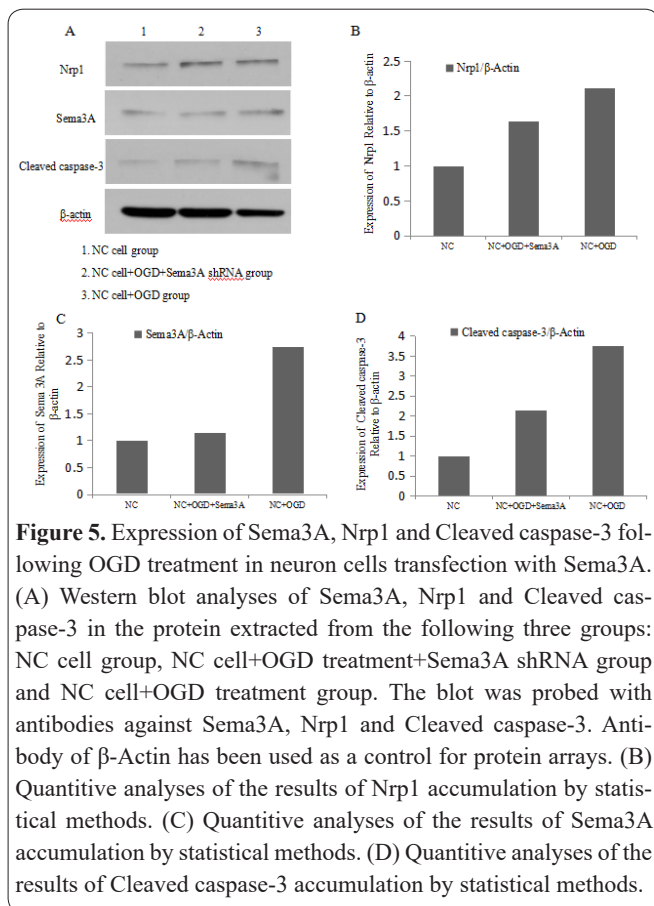 A
1
2
3
Nrp1
Sema3A
Cleaved caspase-3
β-actin
1. NC cell group
2. NC cell+OGD+Sema3A shRNA group
3. NC cell+OGD group
B
Expression of Nrp1 Relative to β-actin
2.5
2
1.5
1
0.5
0
Nrp1/β-Actin
NC
NC+OGD+Sema3A
NC+OGD
C
Expression of Sema 3A Relative to
β-actin
3
2.5
2
1.5
1
0.5
0
Sema3A/β-Actin
NC
NC+OGD+Sema3A
NC+OGD
D
Expression of Cleaved caspase-3
Relative to β-actin
4
3.5
3
2.5
2
1.5
1
0.5
0
Cleaved caspase-3/β-Actin
NC
NC+OGD+Sema3A
NC+OGD
Figure 5. Expression of Sema3A, Nrp1 and Cleaved caspase-3 fol-
lowing OGD treatment in neuron cells transfection with Sema3A.
(A) Western blot analyses of Sema3A, Nrp1 and Cleaved cas-
pase-3 in the protein extracted from the following three groups:
NC cell group, NC cell+OGD treatment+Sema3A shRNA group
and NC cell+OGD treatment group. The blot was probed with
antibodies against Sema3A, Nrp1 and Cleaved caspase-3. Anti-
body of β-Actin has been used as a control for protein arrays. (B)
Quantitive analyses of the results of Nrp1 accumulation by statis-
tical methods. (C) Quantitive analyses of the results of Sema3A
accumulation by statistical methods. (D) Quantitive analyses of the
results of Cleaved caspase-3 accumulation by statistical methods.